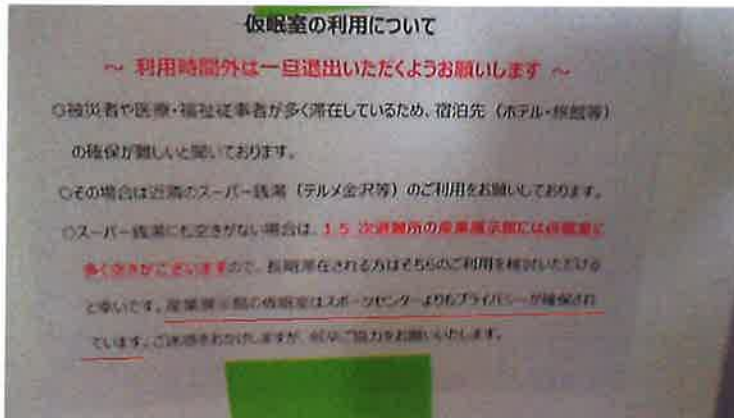 仮眠室の利用について
～ 利用時間外は一旦退出いただくようお願いします ～
○被災者や医療・福祉従事者が多く滞在しているため、宿泊先（ホテル・旅館等）
の確保が難しいと聞いております。
○その場合は近隣のスーパー銭湯（テルメ金沢等）のご利用をお願いしております。
○スーパー銭湯にも空きがない場合は、１５次避難所の産業展示館には仮眠室に
多く空きがございますので、長期滞在される方はそちらのご利用を検討いただける
と幸いです。産業展示館の仮眠室はスポーツセンターよりもプライバシーが確保され
ています。ご迷惑をおかけしますが、何卒ご協力をお願いいたします。